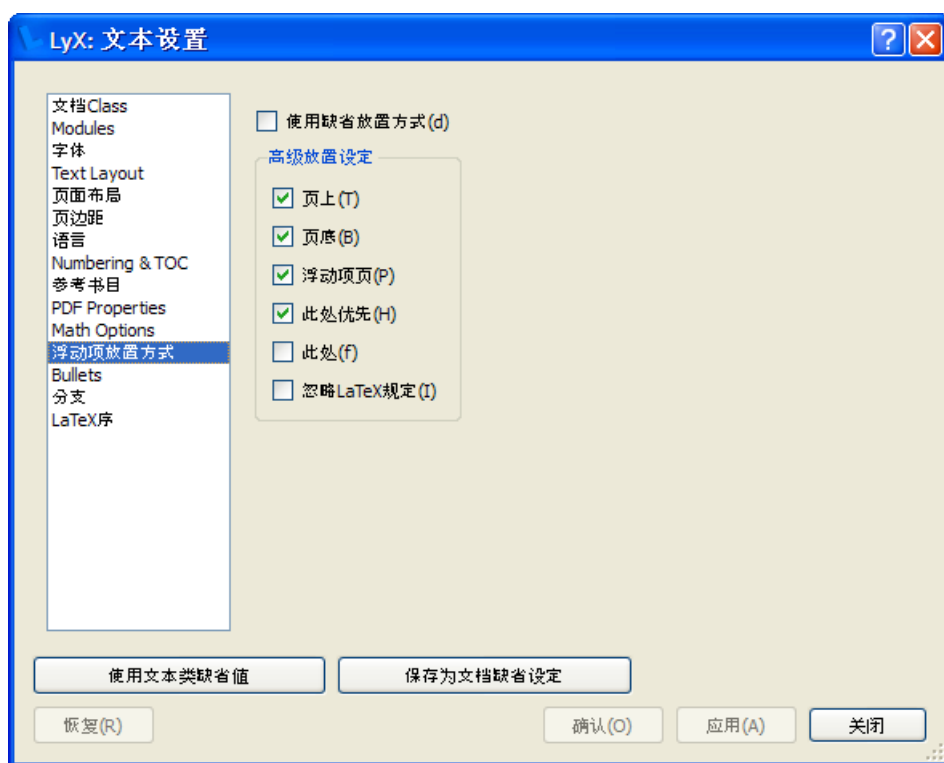 LyX: 文本设置
文档Class
Modules
字体
Text Layout
页面布局
页边距
语言
Numbering & TOC
参考书目
PDF Properties
Math Options
浮动项放置方式
Bullets
分支
LaTeX序
使用缺省放置方式(d)
高级放置设定
页上(T)
页底(B)
浮动项页(P)
此处优先(H)
此处(f)
忽略LaTeX规定(I)
使用文本类缺省值
保存为文档缺省设定
恢复(R)
确认(O)
应用(A)
关闭